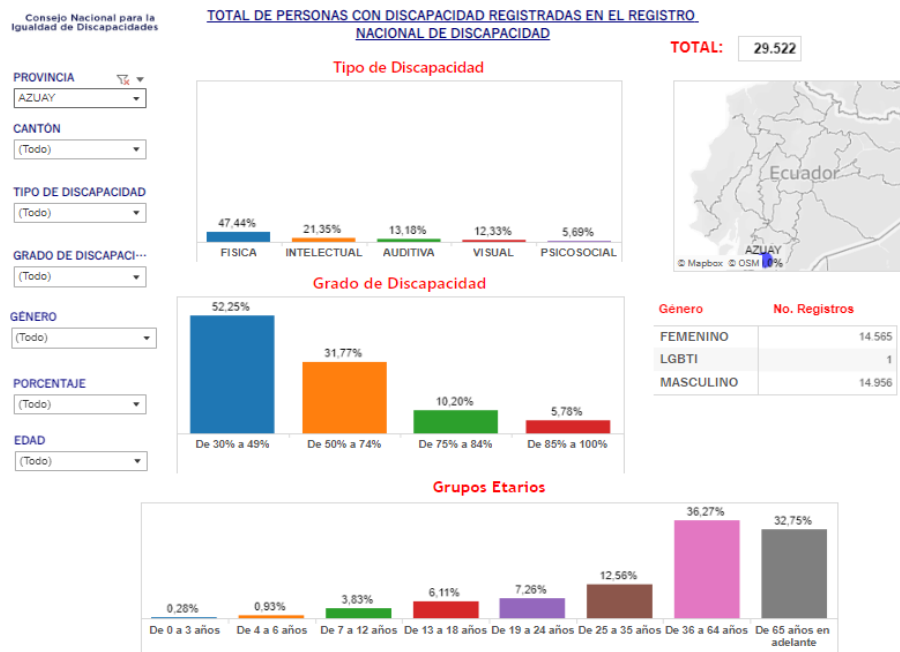 Consejo Nacional para la
Igualdad de Discapacidades
TOTAL DE PERSONAS CON DISCAPACIDAD REGISTRADAS EN EL REGISTRO
NACIONAL DE DISCAPACIDAD
TOTAL: 29.522
PROVINCIA
AZUAY
CANTÓN
(Todo)
TIPO DE DISCAPACIDAD
(Todo)
GRADO DE DISCAPACI...
(Todo)
GÉNERO
(Todo)
PORCENTAJE
(Todo)
EDAD
(Todo)
Tipo de Discapacidad
47,44% 21,35% 13,18% 12,33% 5,69%
FISICA INTELECTUAL AUDITIVA VISUAL PSICOSOCIAL
Ecuador
AZUAY
© Mapbox © OSM
Grado de Discapacidad
52,25% 31,77% 10,20% 5,78%
De 30% a 49% De 50% a 74% De 75% a 84% De 85% a 100%
Género No. Registros
FEMENINO 14.565
LGBTI 1
MASCULINO 14.956
Grupos Etarios
0,28% 0,93% 3,83% 6,11% 7,26% 12,56% 36,27% 32,75%
De 0 a 3 años De 4 a 6 años De 7 a 12 años De 13 a 18 años De 19 a 24 años De 25 a 35 años De 36 a 64 años De 65 años en
adelante